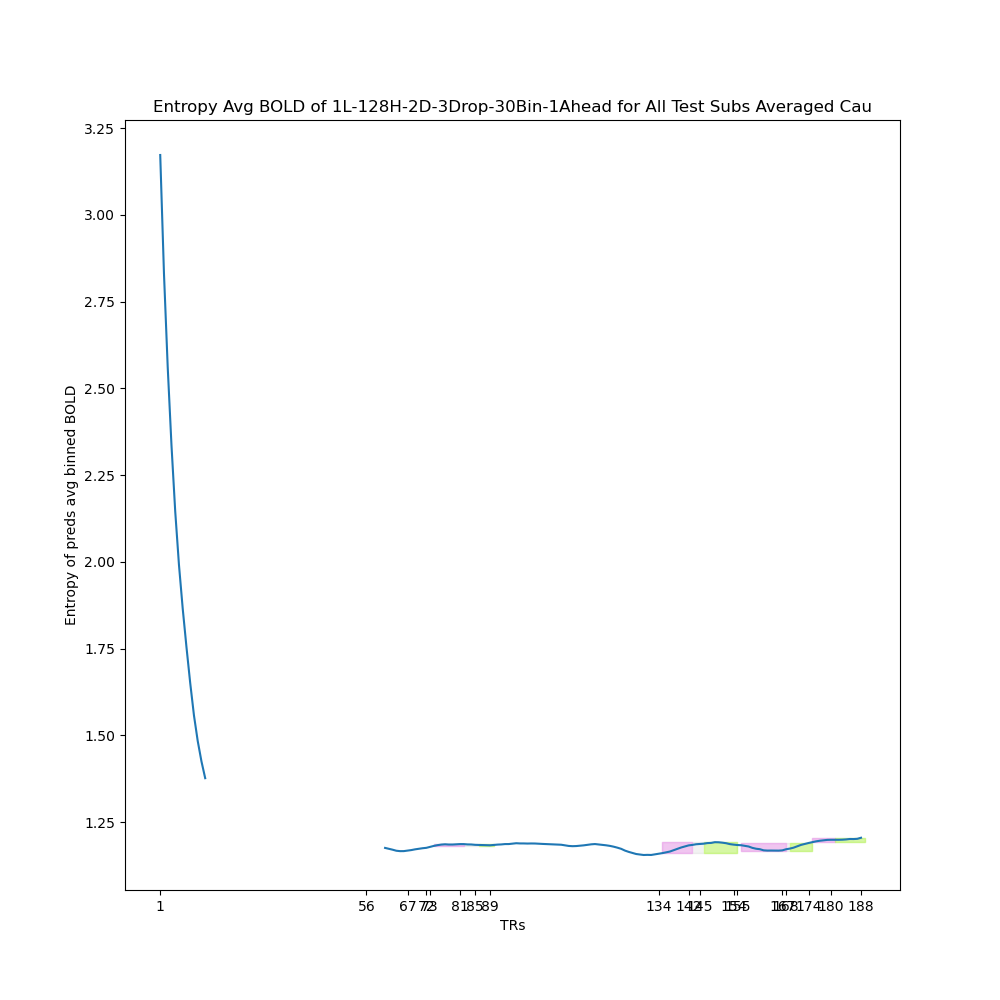 Entropy Avg BOLD of 1L-128H-2D-3Drop-30Bin-1Ahead for All Test Subs Averaged Cau
3.25
3.00
2.75
2.50
2.25
2.00
1.75
1.50
1.25
Entropy of preds avg binned BOLD
1 56 67 72 73 81 85 89 134 142 145 154 155 167 168 174 180 188
TRs